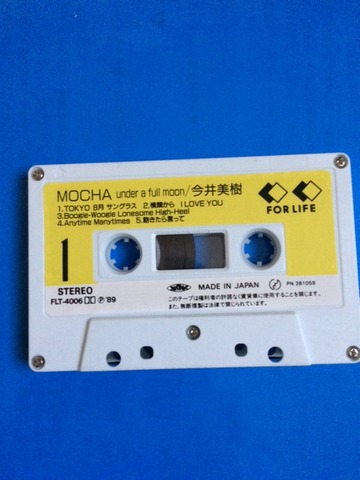 MOCHA under a full moon/今井美樹
1.TOKYO 8月 サングラス 2.横顔から I LOVE YOU
3.Boogie-Woogie Lonesome High-Heel
4.Anytime Manytimes 5.飽きたら言って
FOR LIFE
1
STEREO
FLT-4006 ℗'89
MADE IN JAPAN
PN 381059
このテープは権利者の許諾なく賃貸業に使用することを禁じます。
また、無断複製は法律で禁じられています。